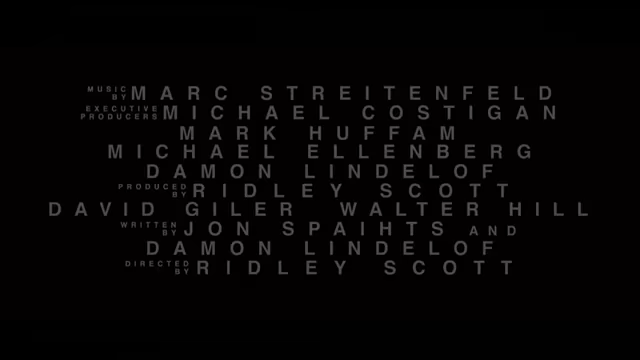 MUSIC BY MARC STREITENFELD
EXECUTIVE PRODUCERS MICHAEL COSTIGAN
MARK HUFFAM
MICHAEL ELLENBERG
DAMON LINDELOF
PRODUCED BY RIDLEY SCOTT
DAVID GILER WALTER HILL
WRITTEN BY JON SPAIHTS AND
DAMON LINDELOF
DIRECTED BY RIDLEY SCOTT